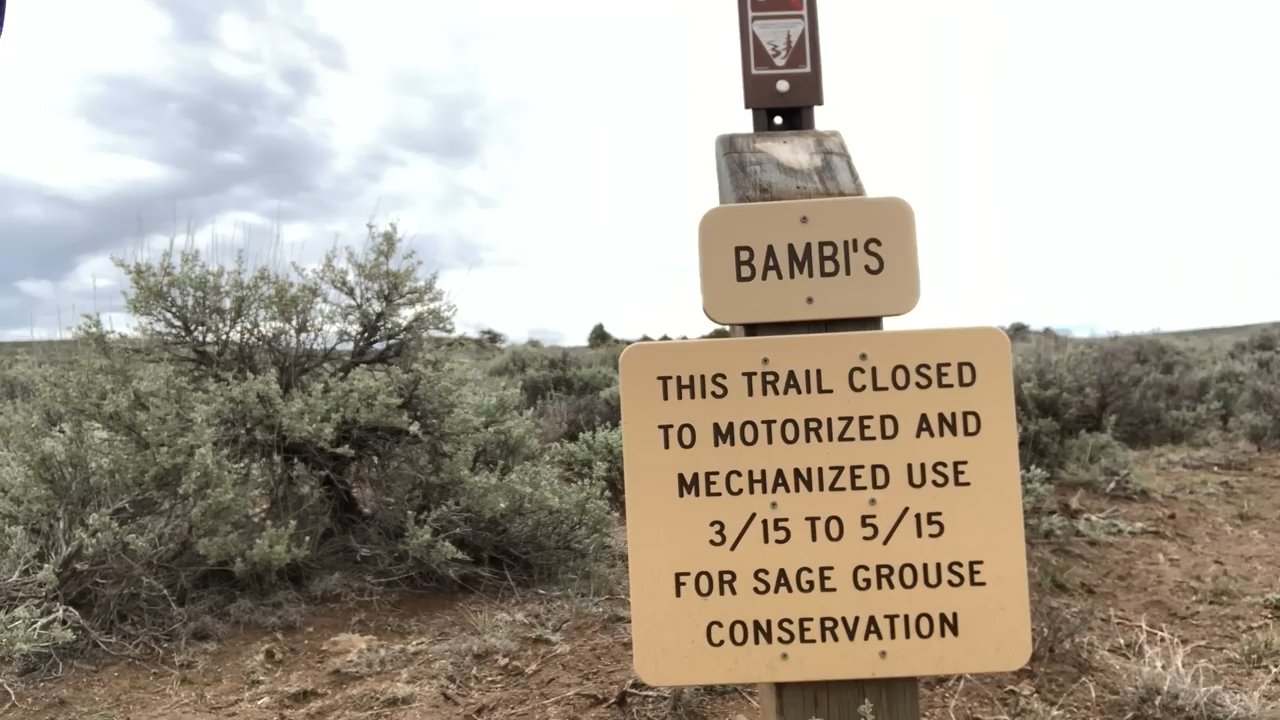 BAMBI'S
THIS TRAIL CLOSED
TO MOTORIZED AND
MECHANIZED USE
3/15 TO 5/15
FOR SAGE GROUSE
CONSERVATION